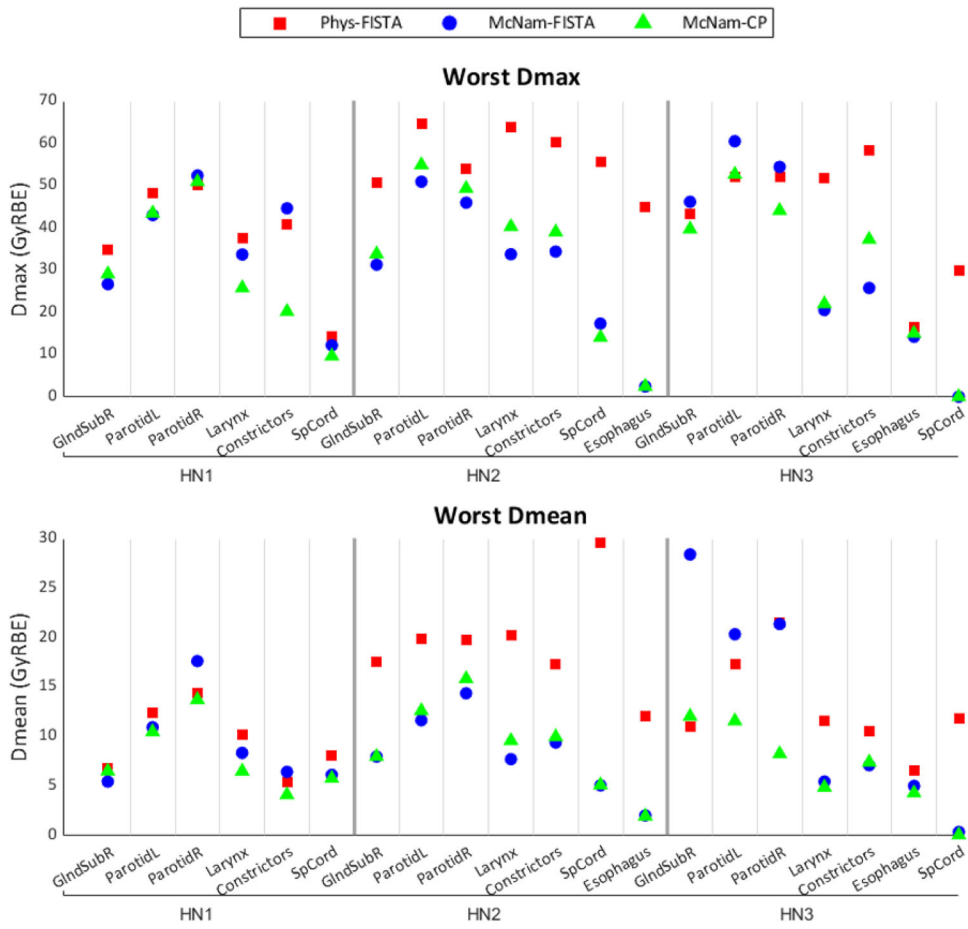 Phys-FISTA McNam-FISTA McNam-CP
Worst Dmax
Dmax (GyRBE)
70
60
50
40
30
20
10
0
GlndSubR ParotidL ParotidR Larynx Constrictors SpCord GlndSubR ParotidL ParotidR Larynx Constrictors SpCord Esophagus GlndSubR ParotidL ParotidR Larynx Constrictors Esophagus SpCord
HN1 HN2 HN3
Worst Dmean
Dmean (GyRBE)
30
25
20
15
10
5
0
GlndSubR ParotidL ParotidR Larynx Constrictors SpCord GlndSubR ParotidL ParotidR Larynx Constrictors SpCord Esophagus GlndSubR ParotidL ParotidR Larynx Constrictors Esophagus SpCord
HN1 HN2 HN3